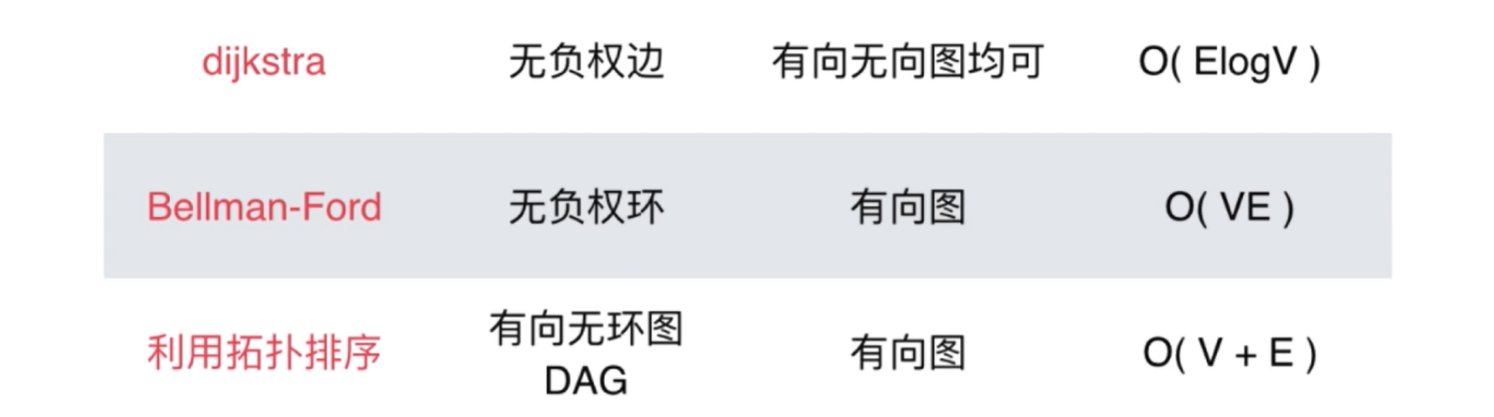 dijkstra 无负权边 有向无向图均可 O( ElogV )
Bellman-Ford 无负权环 有向图 O( VE )
利用拓扑排序 有向无环图 DAG 有向图 O( V + E )